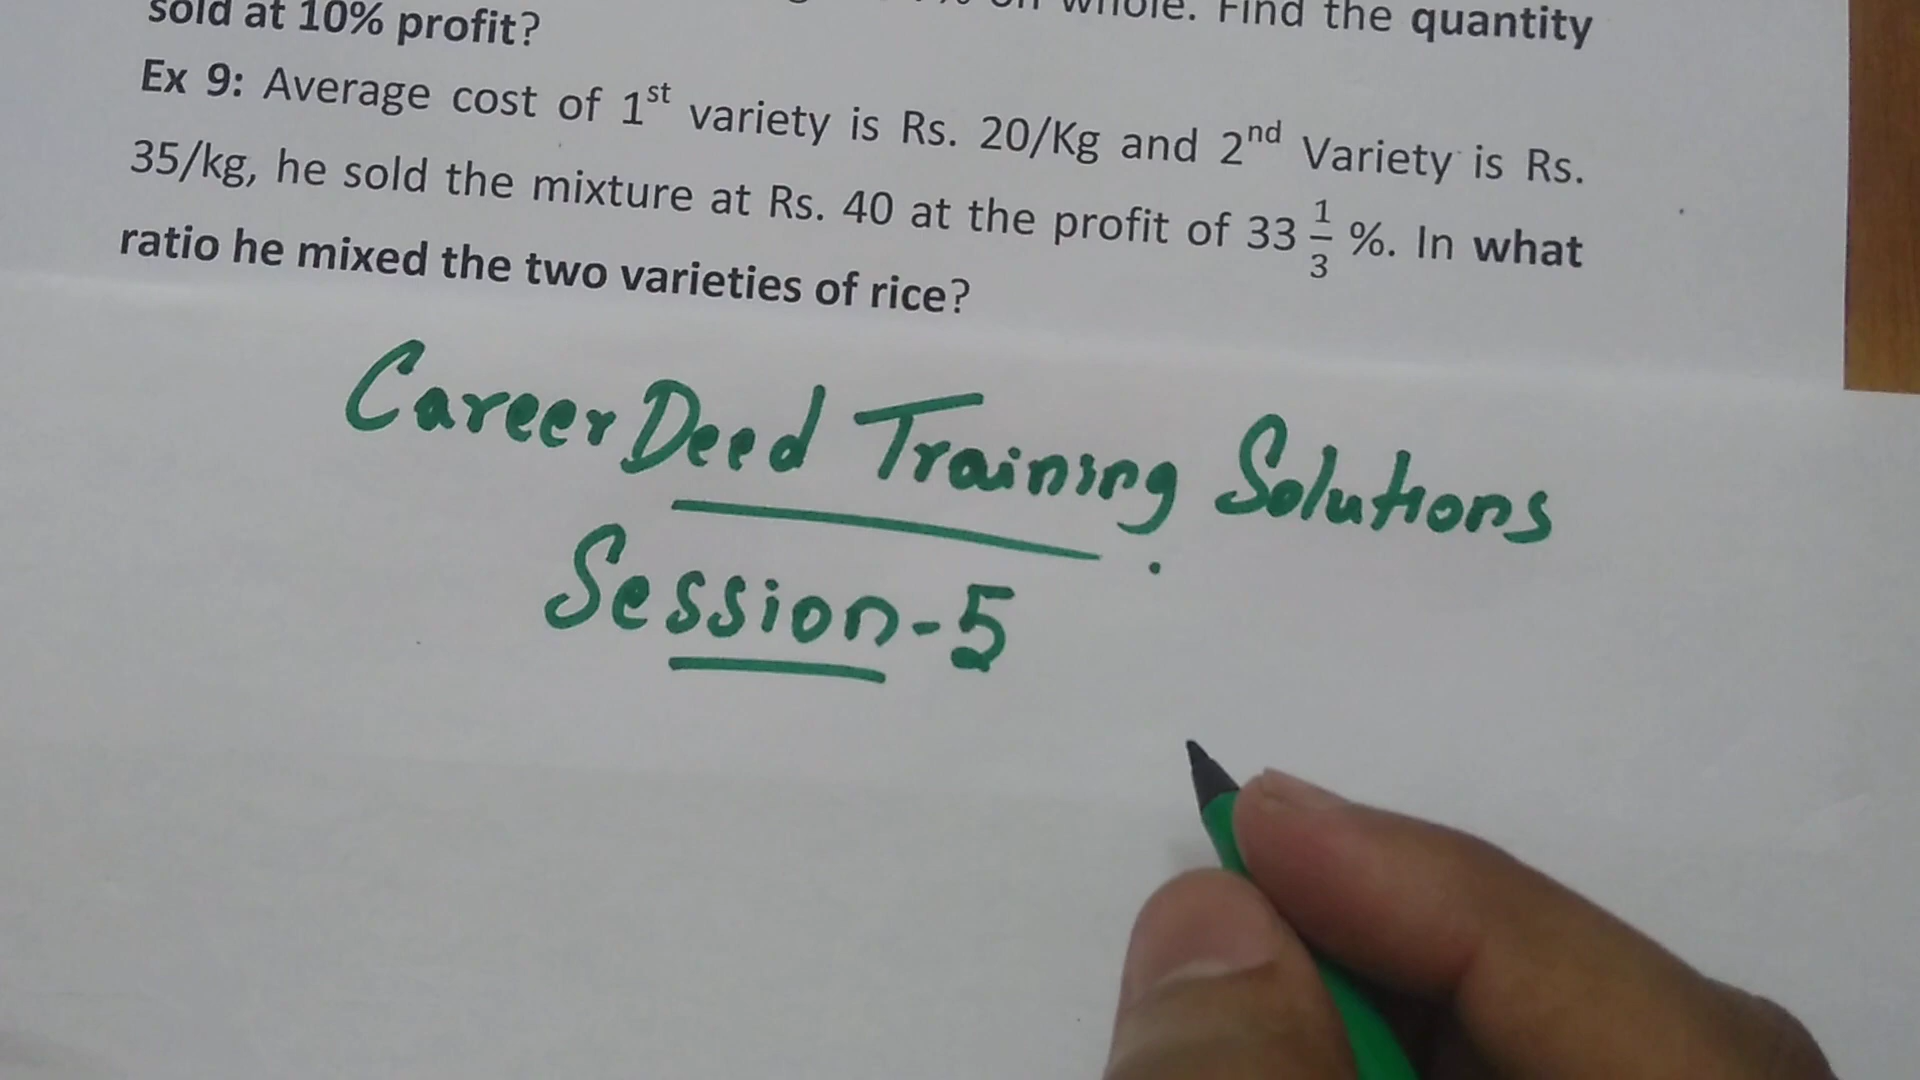 on whole. Find the quantity
sold at 10% profit?
Ex 9: Average cost of 1st variety is Rs. 20/Kg and 2nd Variety is Rs.
35/kg, he sold the mixture at Rs. 40 at the profit of 33 1/3 %. In what
ratio he mixed the two varieties of rice?
Career Deed Training Solutions
Session-5